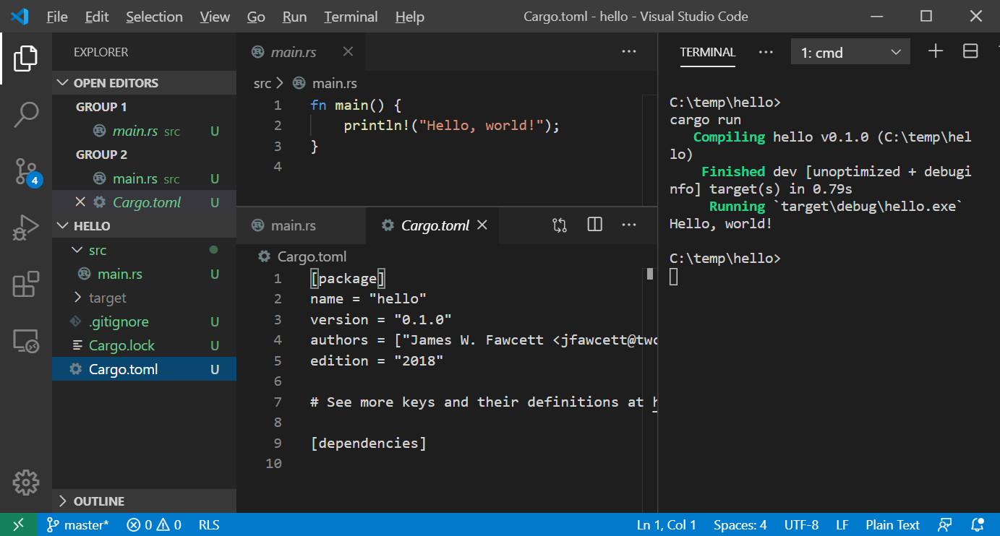 File Edit Selection View Go Run Terminal Help
Cargo.toml - hello - Visual Studio Code
EXPLORER
OPEN EDITORS
GROUP 1
main.rs src U
GROUP 2
main.rs src U
Cargo.toml U
HELLO
src
main.rs U
target
.gitignore U
Cargo.lock U
Cargo.toml U
OUTLINE
4
main.rs
src > main.rs
1 fn main() {
2 println!("Hello, world!");
3 }
4
main.rs Cargo.toml
Cargo.toml
1 [package]
2 name = "hello"
3 version = "0.1.0"
4 authors = ["James W. Fawcett <jfawcett@twc
5 edition = "2018"
6
7 # See more keys and their definitions at h
8
9 [dependencies]
10
TERMINAL 1: cmd
C:\temp\hello>
cargo run
Compiling hello v0.1.0 (C:\temp\hel
lo)
Finished dev [unoptimized + debugi
nfo] target(s) in 0.79s
Running `target\debug\hello.exe`
Hello, world!
C:\temp\hello>
master* 0 0 RLS
Ln 1, Col 1 Spaces: 4 UTF-8 LF Plain Text